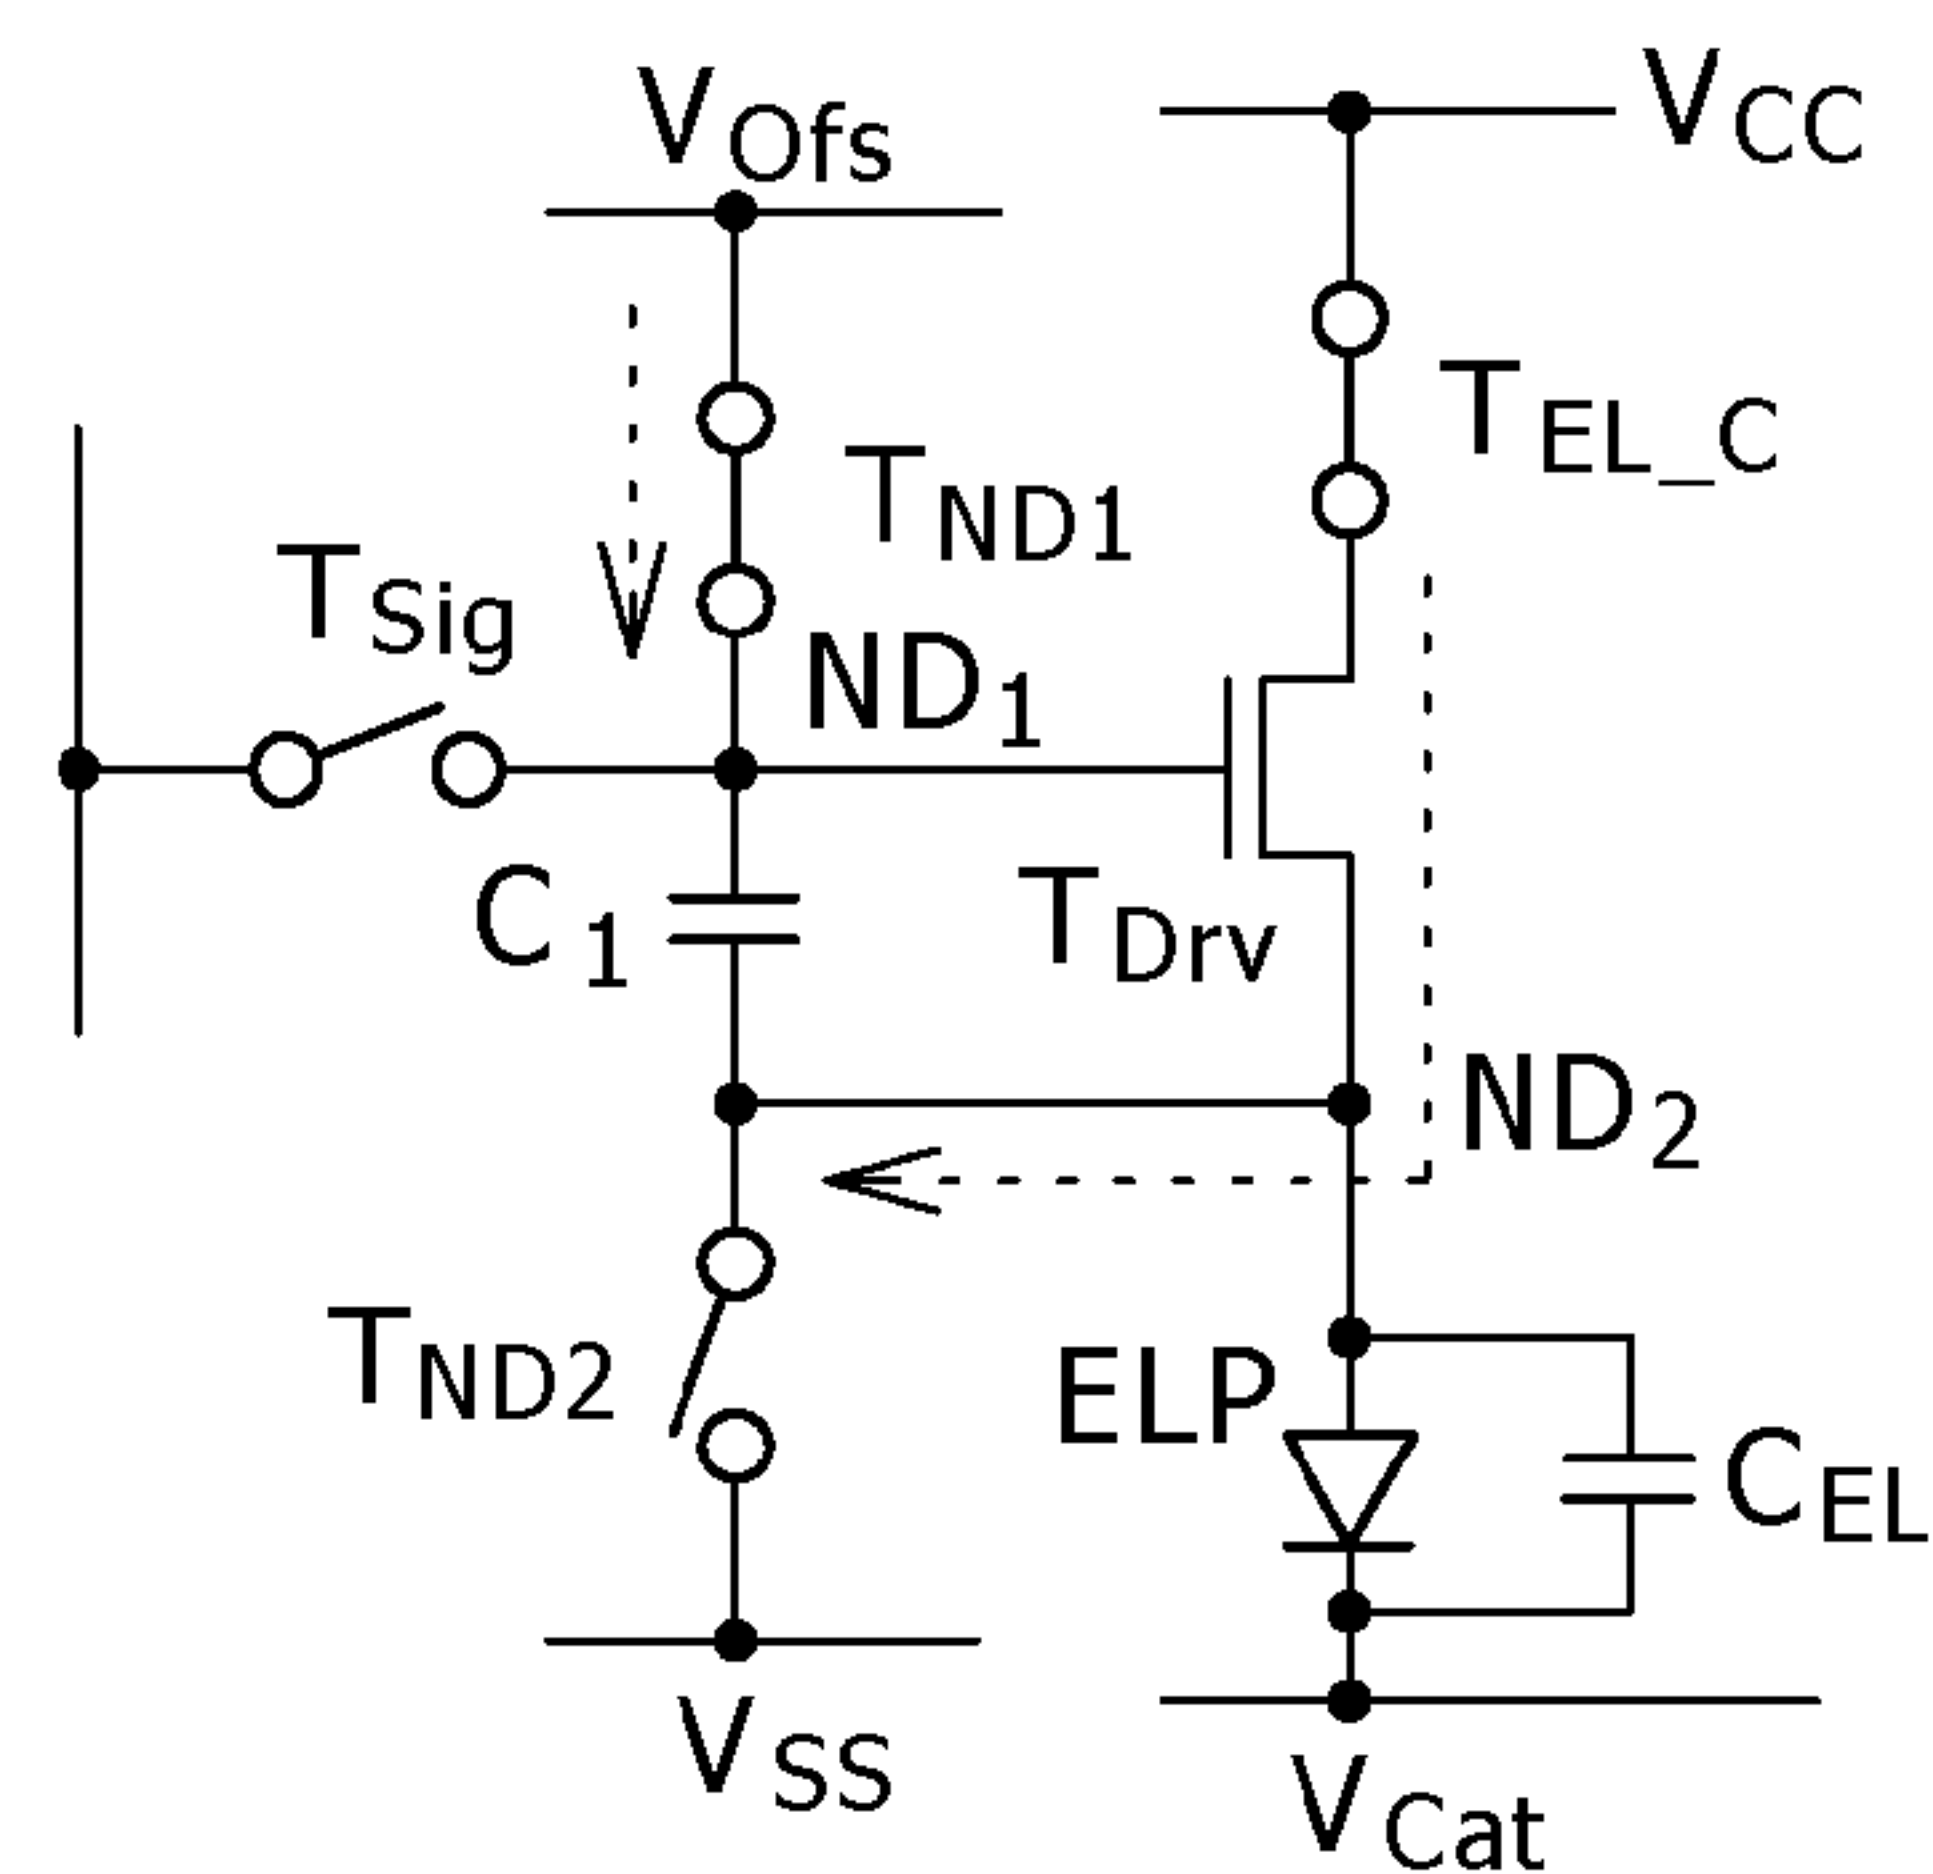 VOfs
VCC
TEL_C
TND1
TSig
ND1
C1
TDrv
ND2
TND2
ELP
CEL
VSS
VCat